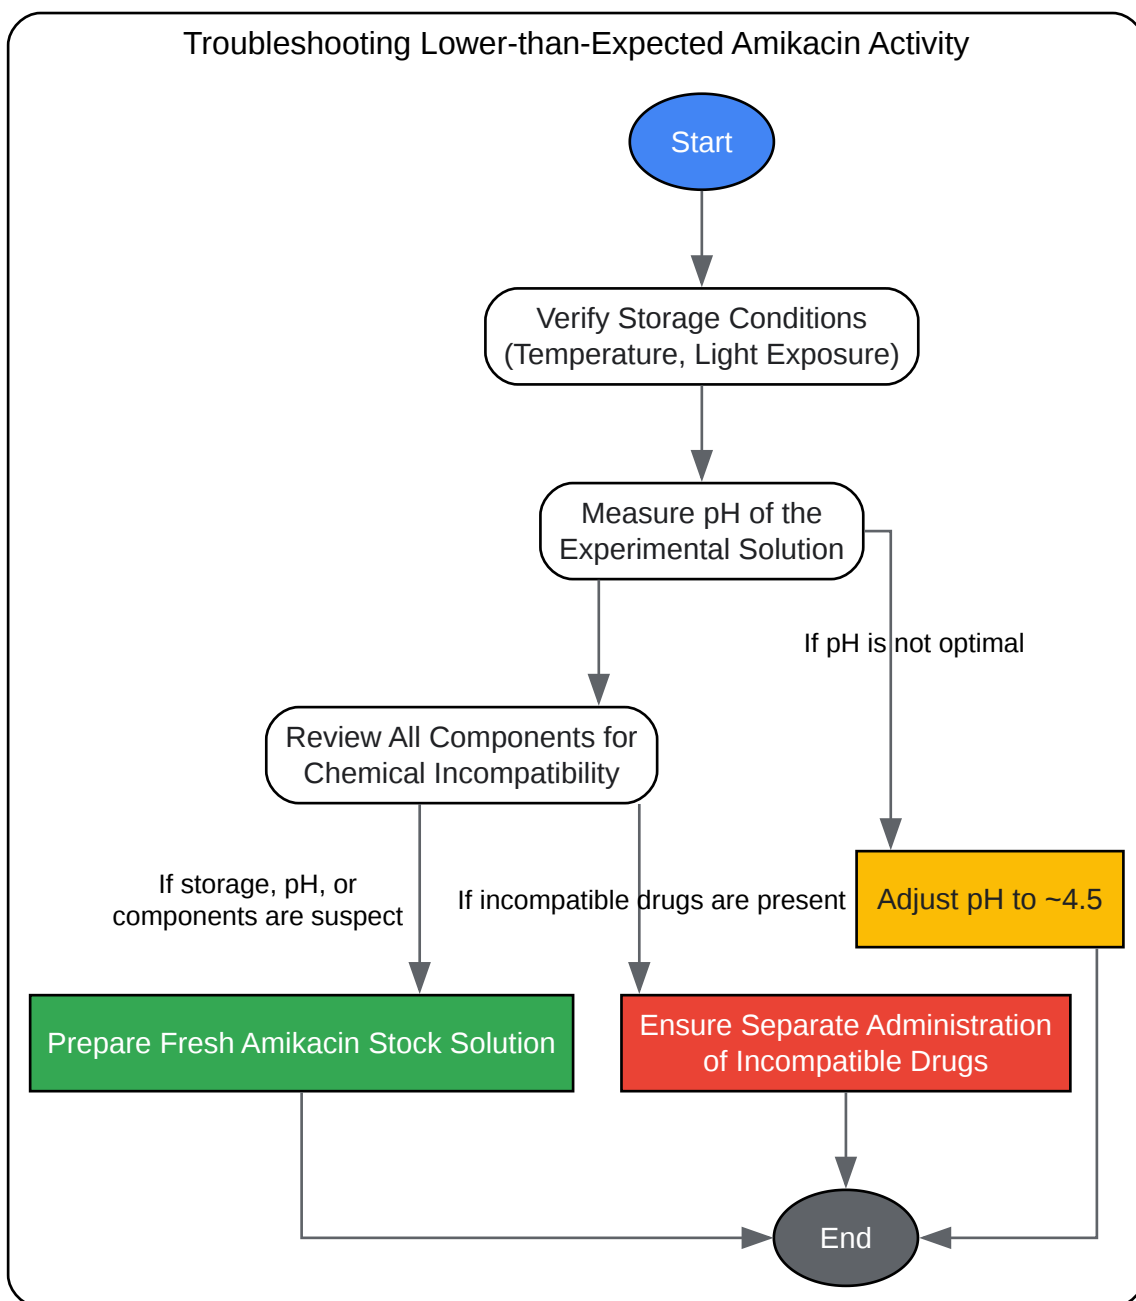 Troubleshooting Lower-than-Expected Amikacin Activity
Start
Verify Storage Conditions
(Temperature, Light Exposure)
Measure pH of the
Experimental Solution
If pH is not optimal
Review All Components for
Chemical Incompatibility
If storage, pH, or
components are suspect
If incompatible drugs are present
Adjust pH to ~4.5
Prepare Fresh Amikacin Stock Solution
Ensure Separate Administration
of Incompatible Drugs
End